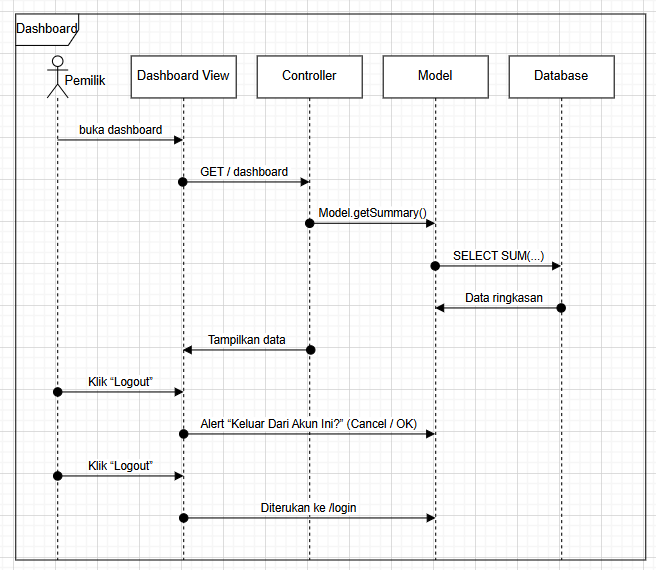 Dashboard
Pemilik
Dashboard View
Controller
Model
Database
buka dashboard
GET / dashboard
Model.getSummary()
SELECT SUM(...)
Data ringkasan
Tampilkan data
Klik “Logout”
Alert “Keluar Dari Akun Ini?” (Cancel / OK)
Klik “Logout”
Diterukan ke /login